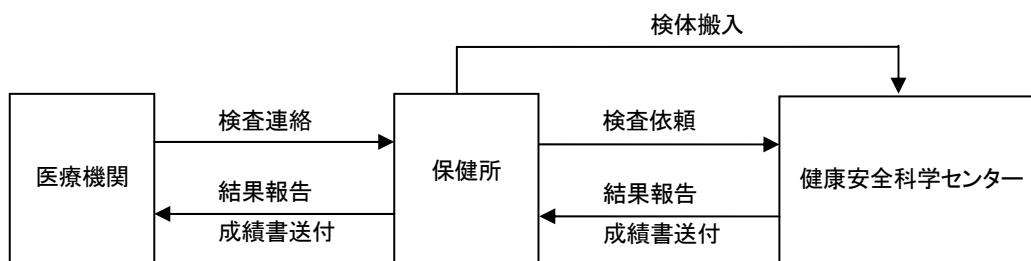 検体搬入
検査連絡
検査依頼
医療機関
保健所
健康安全科学センター
結果報告
成績書送付
結果報告
成績書送付